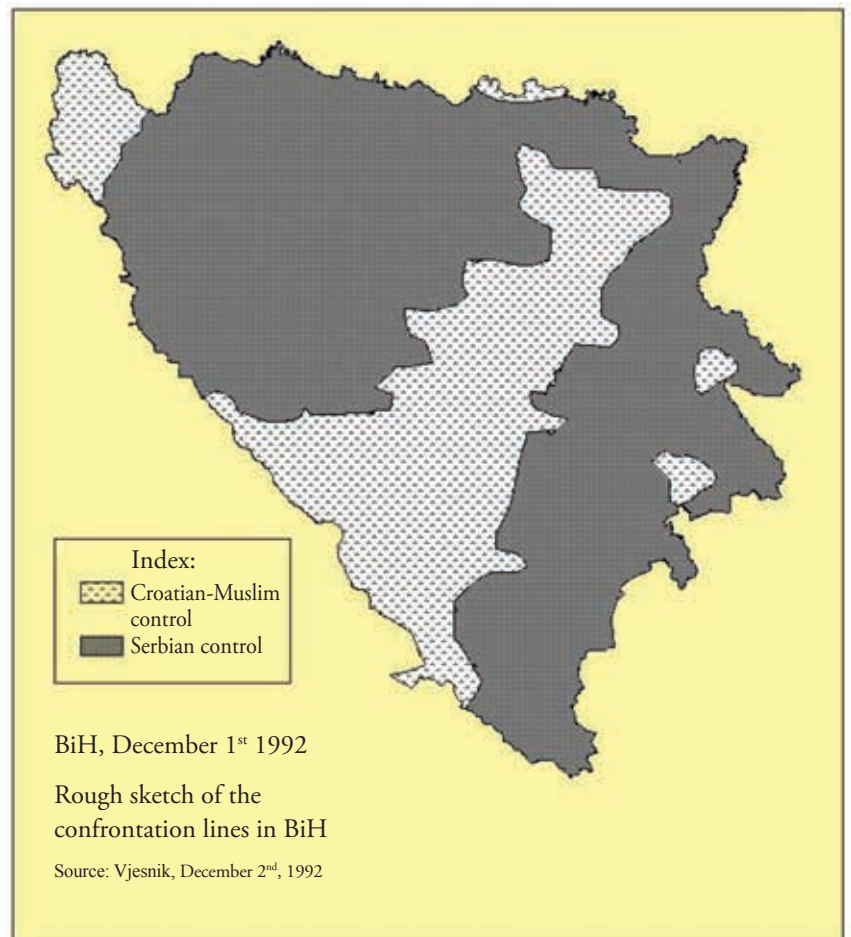 Index:
Croatian-Muslim
control
Serbian control
BiH, December 1st 1992
Rough sketch of the
confrontation lines in BiH
Source: Vjesnik, December 2nd, 1992